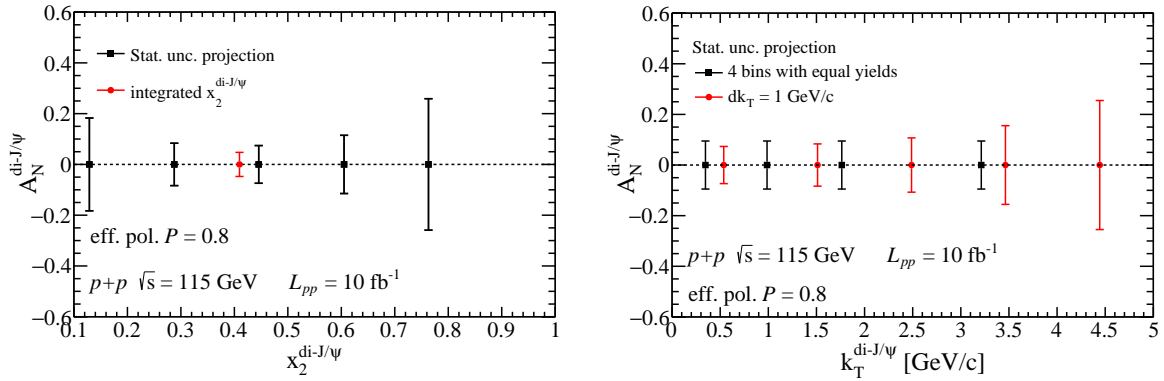 0.6
0.4
0.2
0
−0.2
−0.4
−0.6
A_N^{di-J/ψ}
Stat. unc. projection
integrated x_2^{di-J/ψ}
eff. pol. P = 0.8
p+p √s = 115 GeV L_{pp} = 10 fb^{-1}
0.1 0.2 0.3 0.4 0.5 0.6 0.7 0.8 0.9 1
x_2^{di-J/ψ}
0.6
0.4
0.2
0
−0.2
−0.4
−0.6
A_N^{di-J/ψ}
Stat. unc. projection
4 bins with equal yields
dk_T = 1 GeV/c
p+p √s = 115 GeV L_{pp} = 10 fb^{-1}
eff. pol. P = 0.8
0 0.5 1 1.5 2 2.5 3 3.5 4 4.5 5
k_T^{di-J/ψ} [GeV/c]